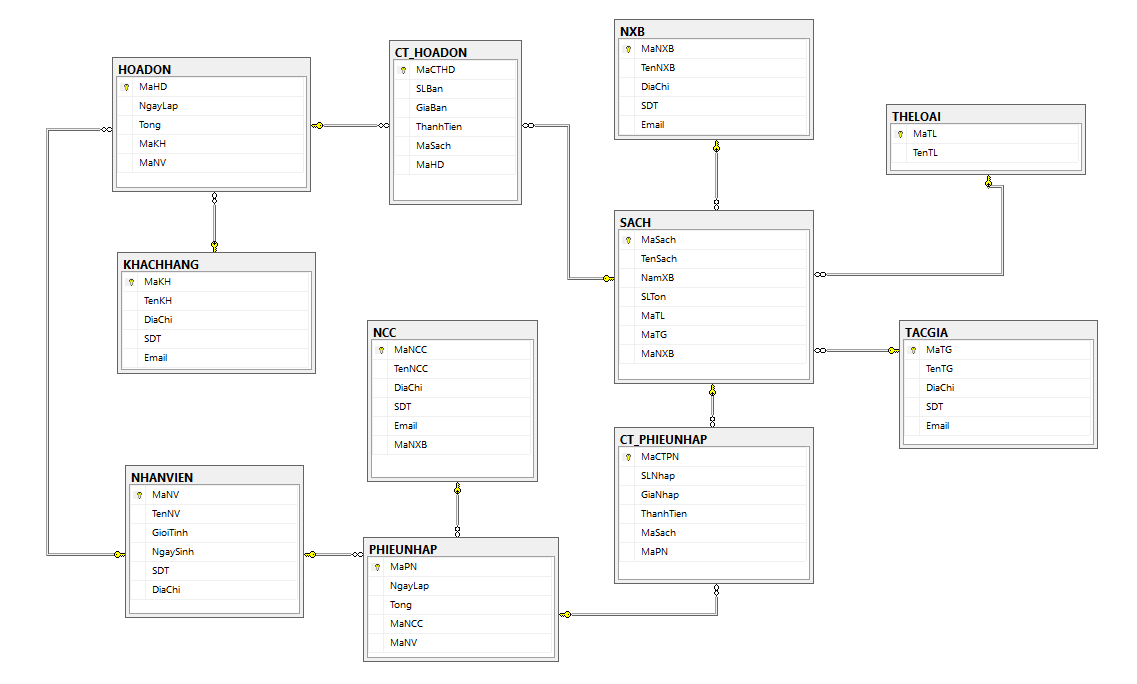 HOADON
MaHD
NgayLap
Tong
MaKH
MaNV
CT_HOADON
MaCTHD
SLBan
GiaBan
ThanhTien
MaSach
MaHD
NXB
MaNXB
TenNXB
DiaChi
SDT
Email
THELOAI
MaTL
TenTL
KHACHHANG
MaKH
TenKH
DiaChi
SDT
Email
SACH
MaSach
TenSach
NamXB
SLTon
MaTL
MaTG
MaNXB
NCC
MaNCC
TenNCC
DiaChi
SDT
Email
MaNXB
TACGIA
MaTG
TenTG
DiaChi
SDT
Email
NHANVIEN
MaNV
TenNV
GioiTinh
NgaySinh
SDT
DiaChi
PHIEUNHAP
MaPN
NgayLap
Tong
MaNCC
MaNV
CT_PHIEUNHAP
MaCTPN
SLNhap
GiaNhap
ThanhTien
MaSach
MaPN